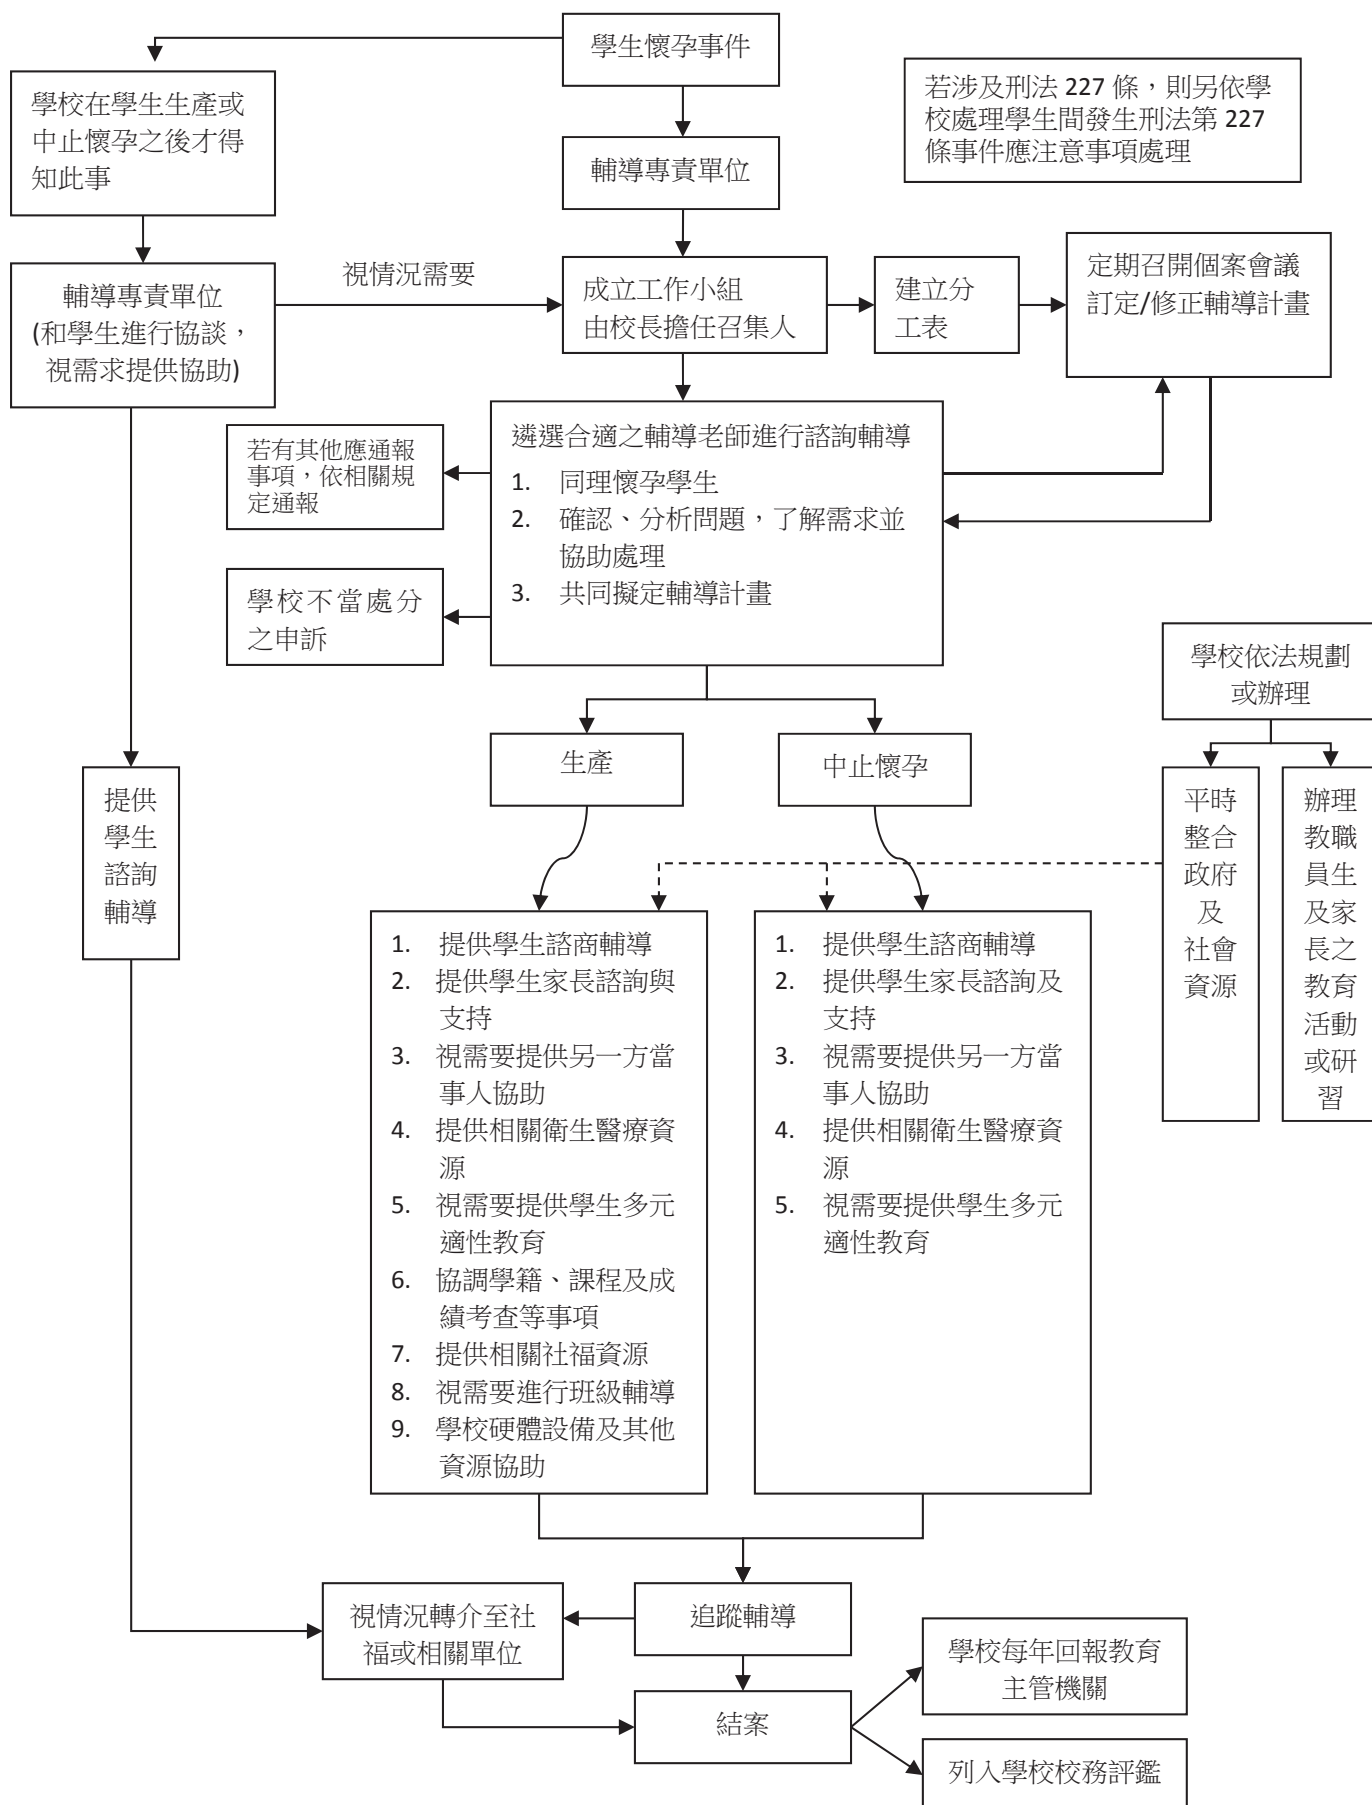 學生懷孕事件
學校在學生生產或
中止懷孕之後才得
知此事
若涉及刑法 227 條，則另依學
校處理學生間發生刑法第 227
條事件應注意事項處理
輔導專責單位
輔導專責單位
(和學生進行協談，
視需求提供協助)
視情況需要
成立工作小組
由校長擔任召集人
建立分
工表
定期召開個案會議
訂定/修正輔導計畫
若有其他應通報
事項，依相關規
定通報
學校不當處分
之申訴
遴選合適之輔導老師進行諮詢輔導
1. 同理懷孕學生
2. 確認、分析問題，了解需求並
協助處理
3. 共同擬定輔導計畫
學校依法規劃
或辦理
生產
中止懷孕
提供
學生
諮詢
輔導
平時
整合
政府
及
社會
資源
辦理
教職
員生
及家
長之
教育
活動
或研
習
1. 提供學生諮商輔導
2. 提供學生家長諮詢與
支持
3. 視需要提供另一方當
事人協助
4. 提供相關衛生醫療資
源
5. 視需要提供學生多元
適性教育
6. 協調學籍、課程及成
績考查等事項
7. 提供相關社福資源
8. 視需要進行班級輔導
9. 學校硬體設備及其他
資源協助
1. 提供學生諮商輔導
2. 提供學生家長諮詢及
支持
3. 視需要提供另一方當
事人協助
4. 提供相關衛生醫療資
源
5. 視需要提供學生多元
適性教育
視情況轉介至社
福或相關單位
追蹤輔導
結案
學校每年回報教育
主管機關
列入學校校務評鑑